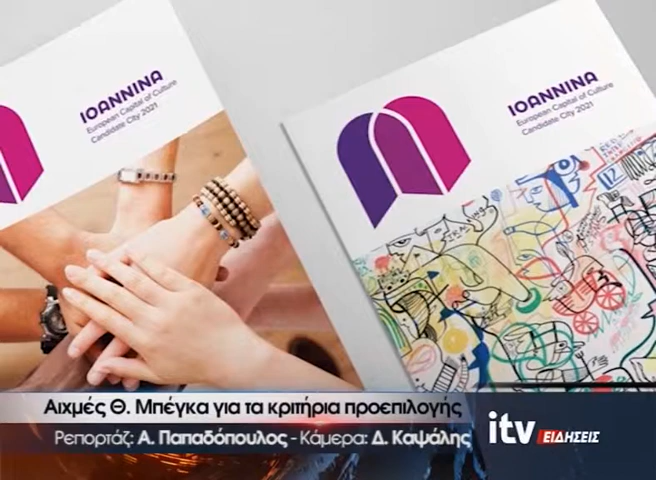 IOANNINA
European Capital of Culture
Candidate City 2021
IOANNINA
European Capital of Culture
Candidate City 2021
Αιχμές Θ. Μπέγκα για τα κριτήρια προεπιλογής
Ρεπορτάζ: Α. Παπαδόπουλος - Κάμερα: Δ. Καψάλης
itv ΕΙΔΗΣΕΙΣ